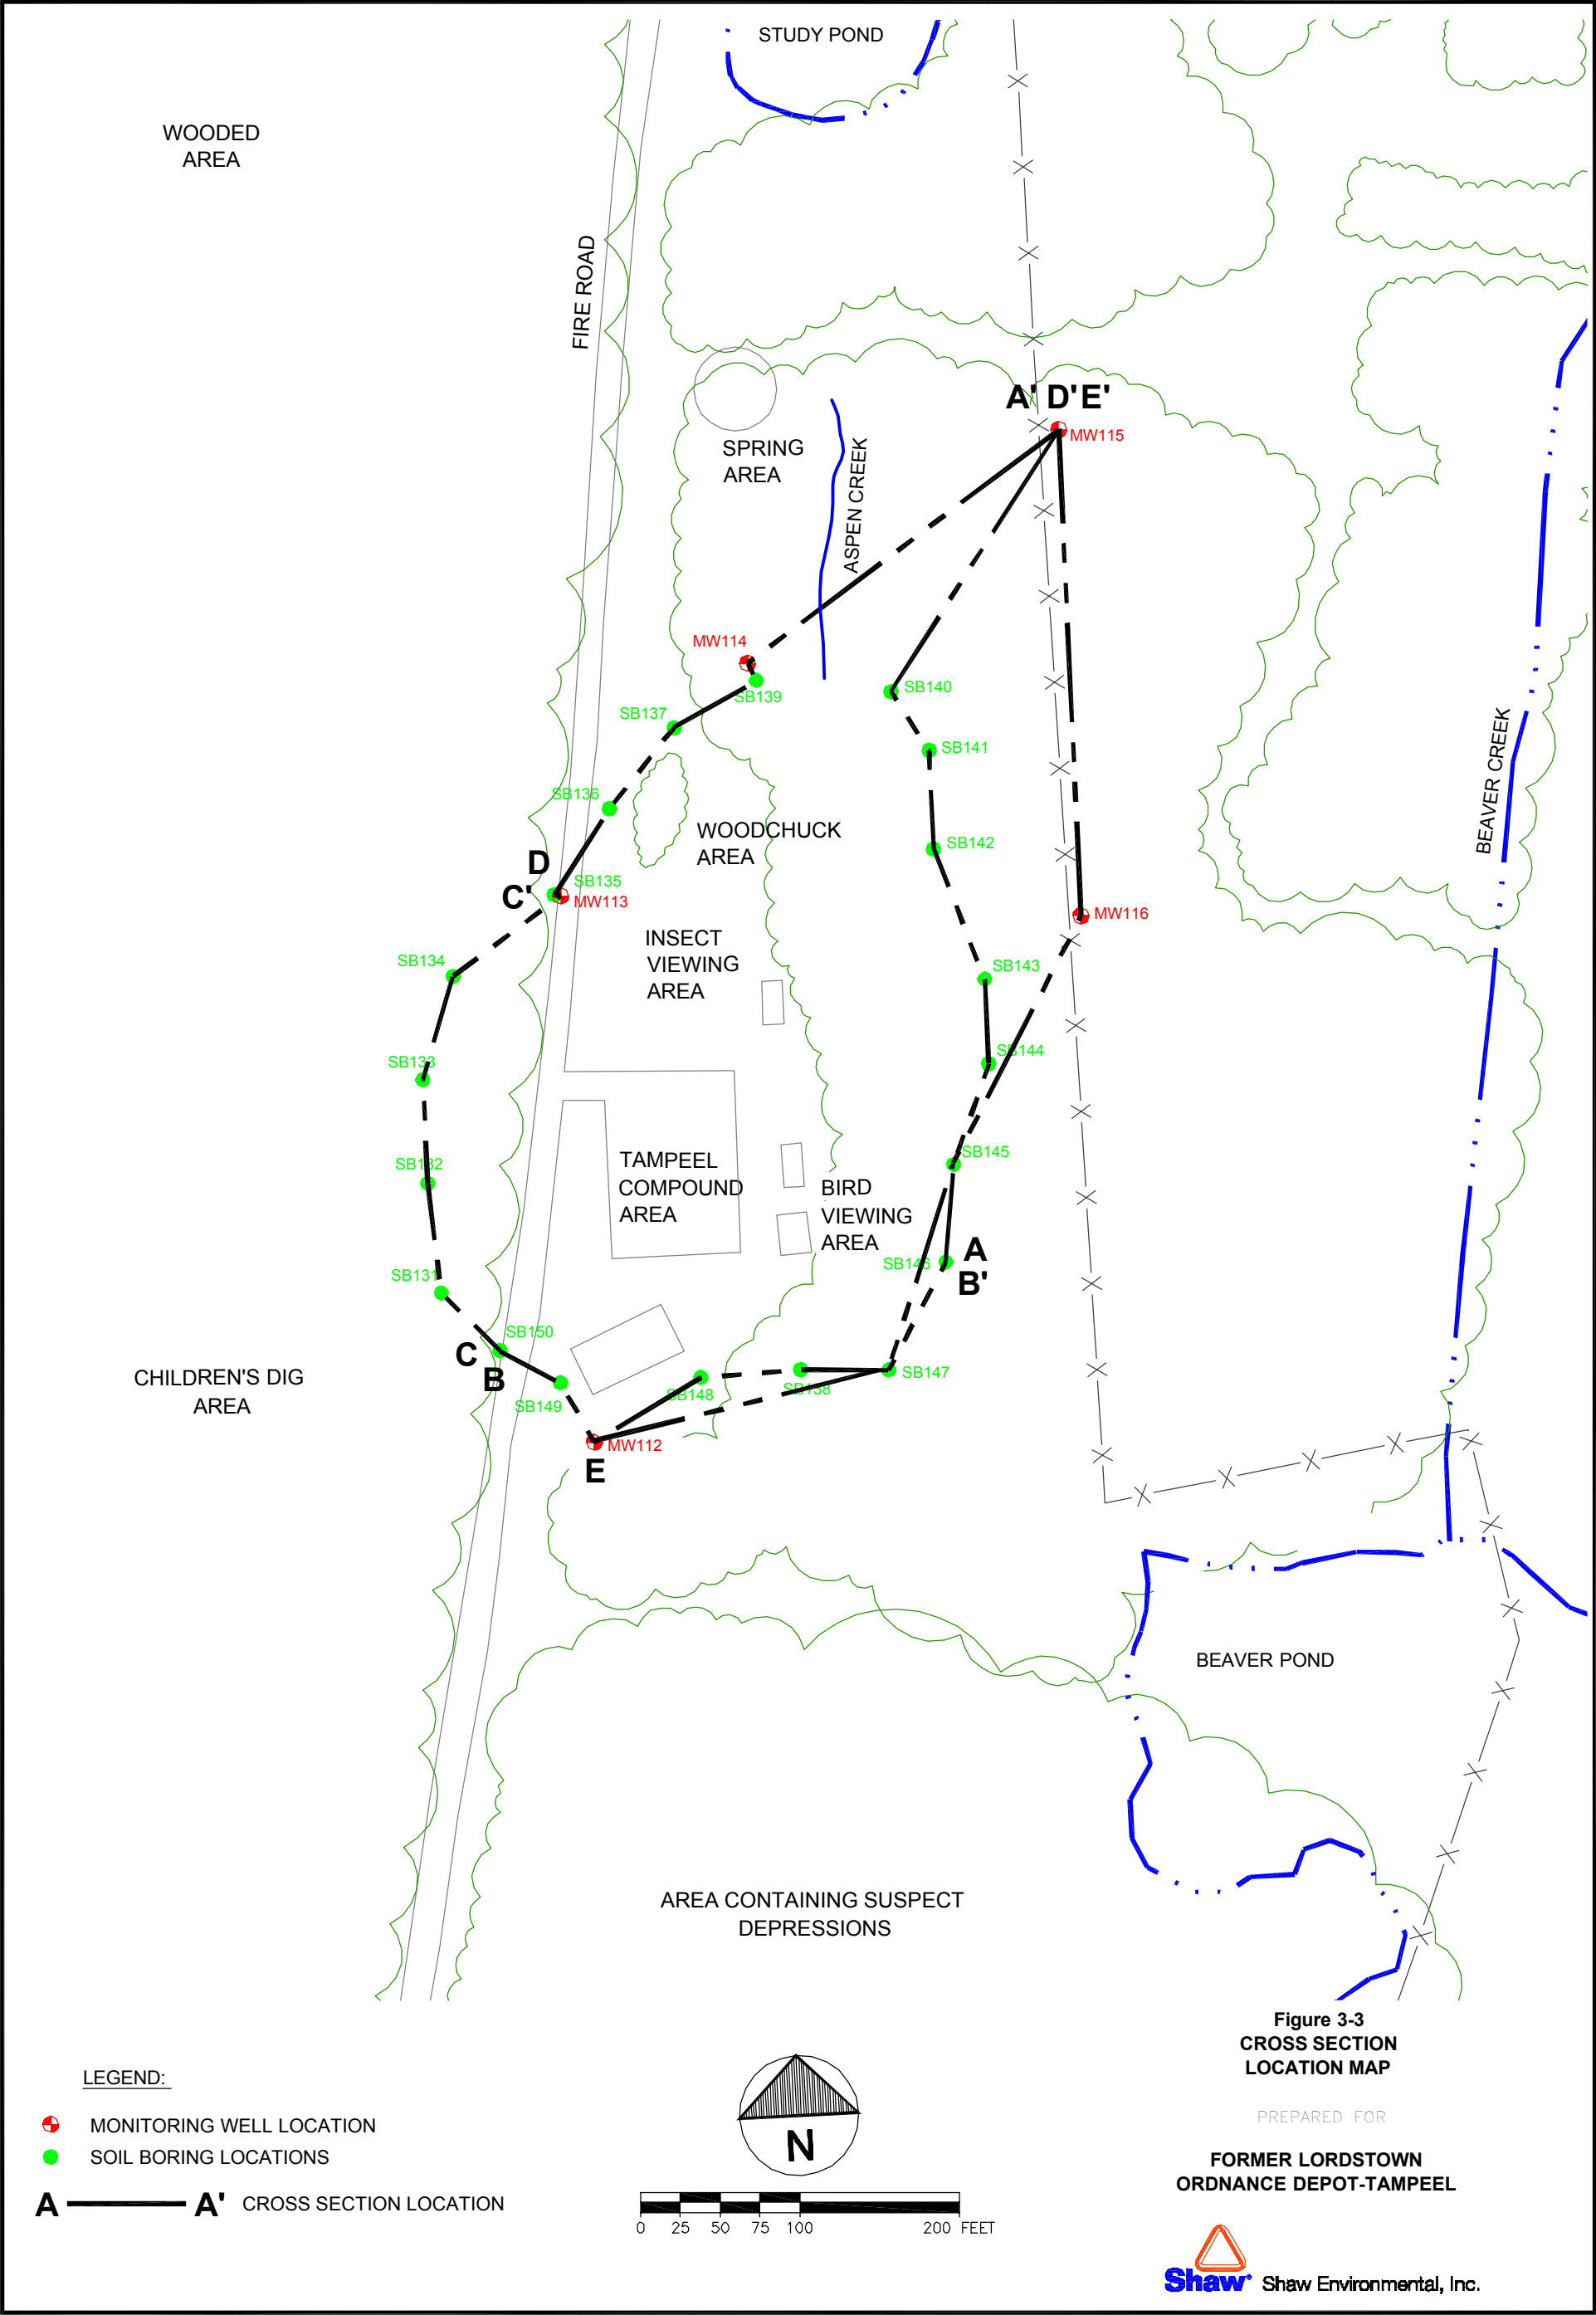 STUDY POND
WOODED
AREA
FIRE ROAD
A' D'E'
MW115
SPRING
AREA
ASPEN CREEK
MW114
SB139
SB140
SB137
SB141
BEAVER CREEK
SB136
WOODCHUCK
AREA
SB142
D
C'
SB135
MW113
MW116
INSECT
VIEWING
AREA
SB134
SB143
SB133
SB144
TAMPEEL
COMPOUND
AREA
SB132
SB145
BIRD
VIEWING
AREA
SB146
A
B'
SB131
SB150
C
B
SB149
SB148
SB138
SB147
CHILDREN'S DIG
AREA
MW112
E
BEAVER POND
AREA CONTAINING SUSPECT
DEPRESSIONS
Figure 3-3
CROSS SECTION
LOCATION MAP
PREPARED FOR
FORMER LORDSTOWN
ORDNANCE DEPOT-TAMPEEL
LEGEND:
MONITORING WELL LOCATION
SOIL BORING LOCATIONS
A A' CROSS SECTION LOCATION
N
0 25 50 75 100 200 FEET
Shaw® Shaw Environmental, Inc.